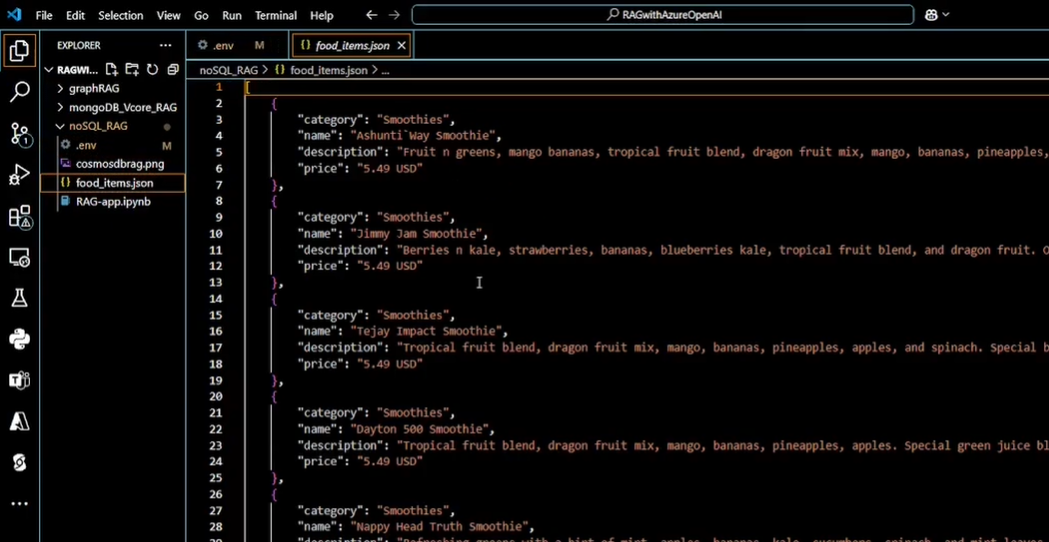 File Edit Selection View Go Run Terminal Help
RAGwithAzureOpenAI
EXPLORER
.env M
food_items.json
RAGWI...
noSQL_RAG > food_items.json > ...
graphRAG
mongoDB_Vcore_RAG
noSQL_RAG
.env M
cosmosdbrag.png
food_items.json
RAG-app.ipynb
1
1 [
2 {
3 "category": "Smoothies",
4 "name": "Ashunti`Way Smoothie",
5 "description": "Fruit n greens, mango bananas, tropical fruit blend, dragon fruit mix, mango, bananas, pineapples,
6 "price": "5.49 USD"
7 },
8 {
9 "category": "Smoothies",
10 "name": "Jimmy Jam Smoothie",
11 "description": "Berries n kale, strawberries, bananas, blueberries kale, tropical fruit blend, and dragon fruit. O
12 "price": "5.49 USD"
13 },
14 {
15 "category": "Smoothies",
16 "name": "Tejay Impact Smoothie",
17 "description": "Tropical fruit blend, dragon fruit mix, mango, bananas, pineapples, apples, and spinach. Special b
18 "price": "5.49 USD"
19 },
20 {
21 "category": "Smoothies",
22 "name": "Dayton 500 Smoothie",
23 "description": "Tropical fruit blend, dragon fruit mix, mango, bananas, pineapples, apples. Special green juice bl
24 "price": "5.49 USD"
25 },
26 {
27 "category": "Smoothies",
28 "name": "Nappy Head Truth Smoothie",